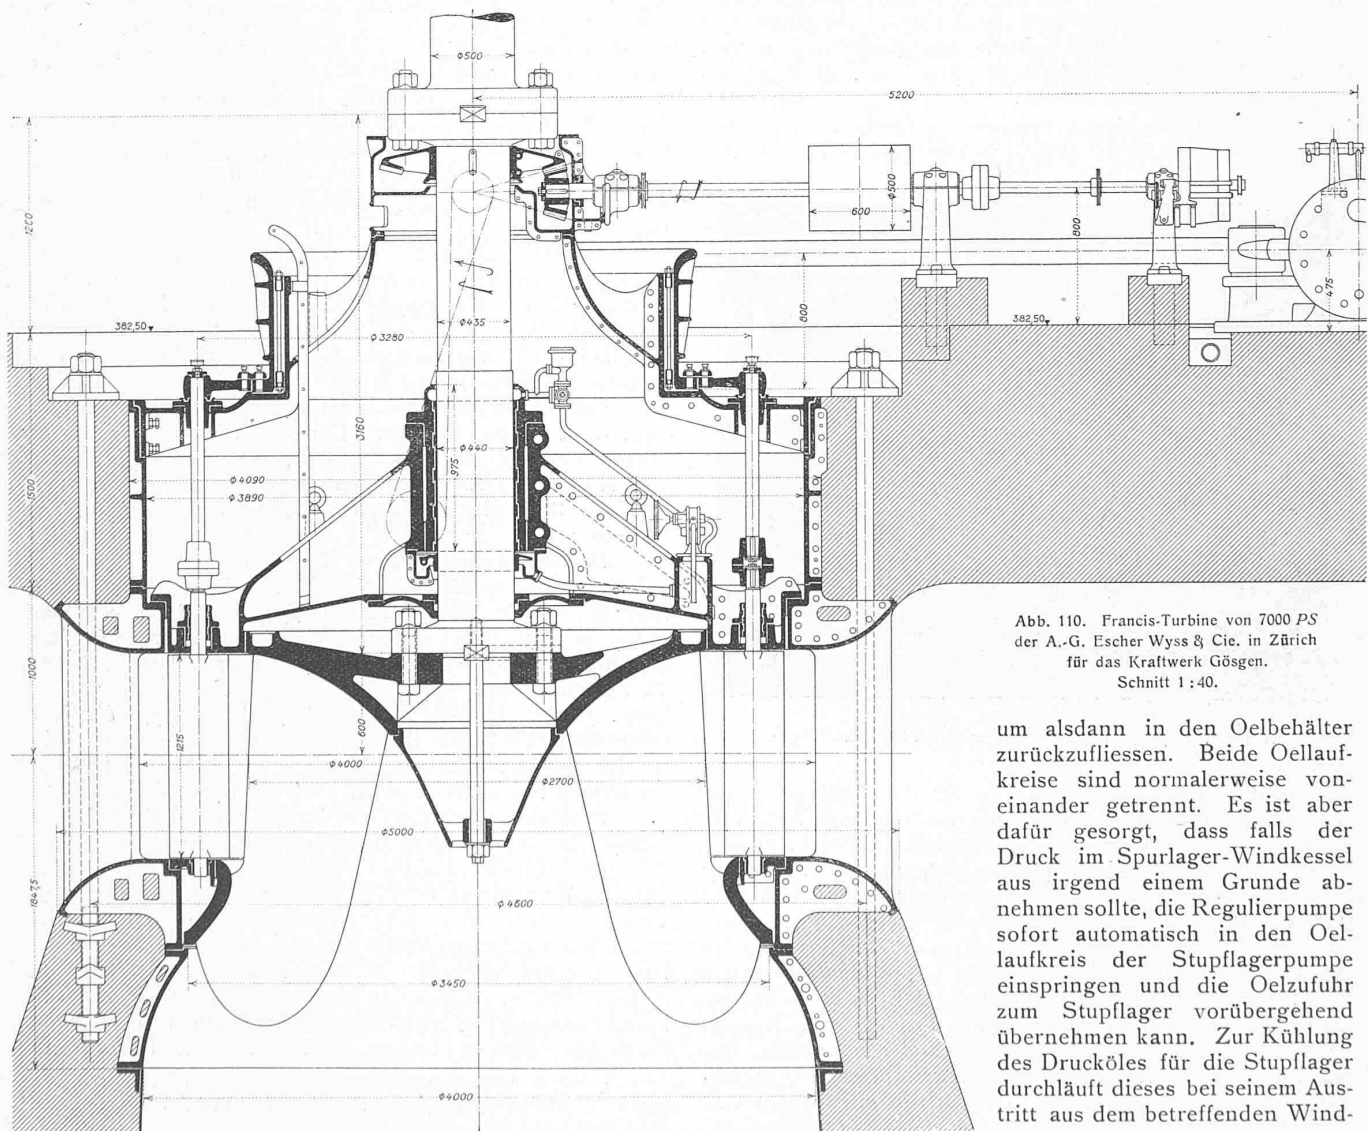 ϕ500
5200
ϕ500
600
1200
800
475
382,50
ϕ435
800
382,50
ϕ3280
3160
975
ϕ440
1500
ϕ4090
ϕ3890
Abb. 110. Francis-Turbine von 7000 PS
der A.-G. Escher Wyss & Cie. in Zürich
für das Kraftwerk Gösgen.
Schnitt 1 : 40.
1000
1215
600
ϕ4000
ϕ2700
ϕ5000
1847,5
ϕ4600
ϕ3450
ϕ4000
um alsdann in den Oelbehälter
zurückzufliessen. Beide Oellauf-
kreise sind normalerweise von-
einander getrennt. Es ist aber
dafür gesorgt, dass falls der
Druck im Spurlager-Windkessel
aus irgend einem Grunde ab-
nehmen sollte, die Regulierpumpe
sofort automatisch in den Oel-
laufkreis der Stupflagerpumpe
einspringen und die Oelzufuhr
zum Stupflager vorübergehend
übernehmen kann. Zur Kühlung
des Drucköles für die Stupflager
durchläuft dieses bei seinem Aus-
tritt aus dem betreffenden Wind-